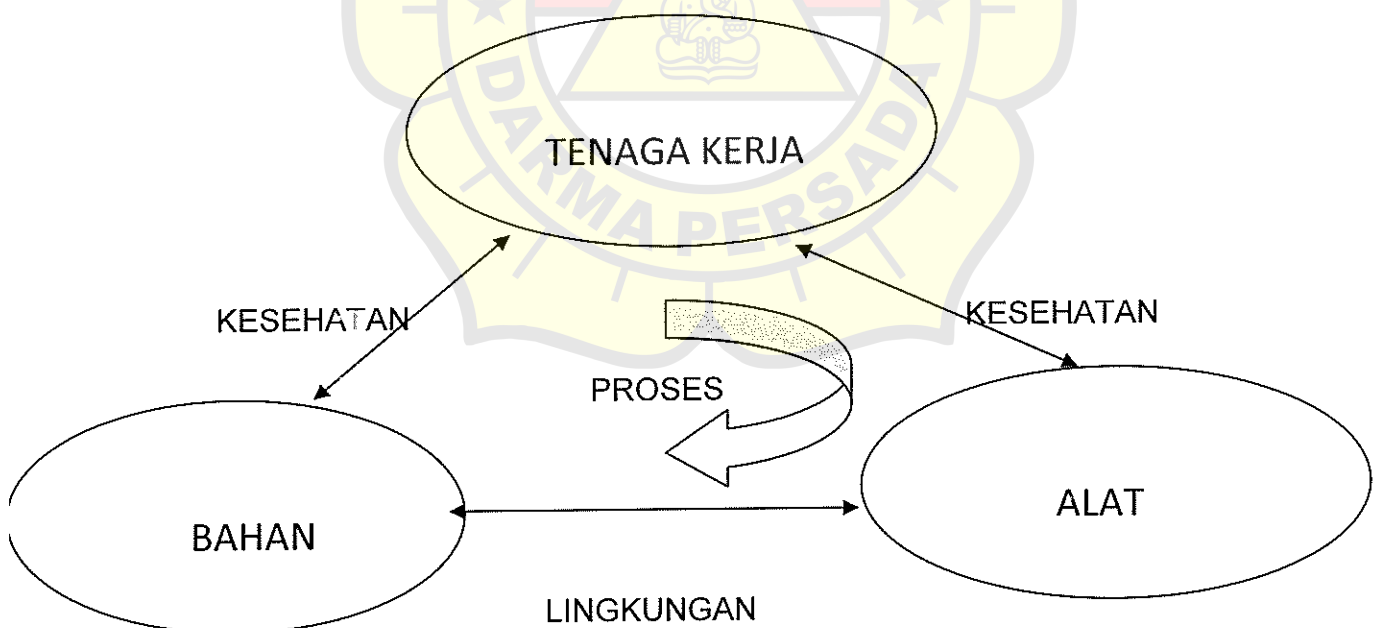 DARMA PERSADA
TENAGA KERJA
KESEHATAN
KESEHATAN
PROSES
BAHAN
ALAT
LINGKUNGAN